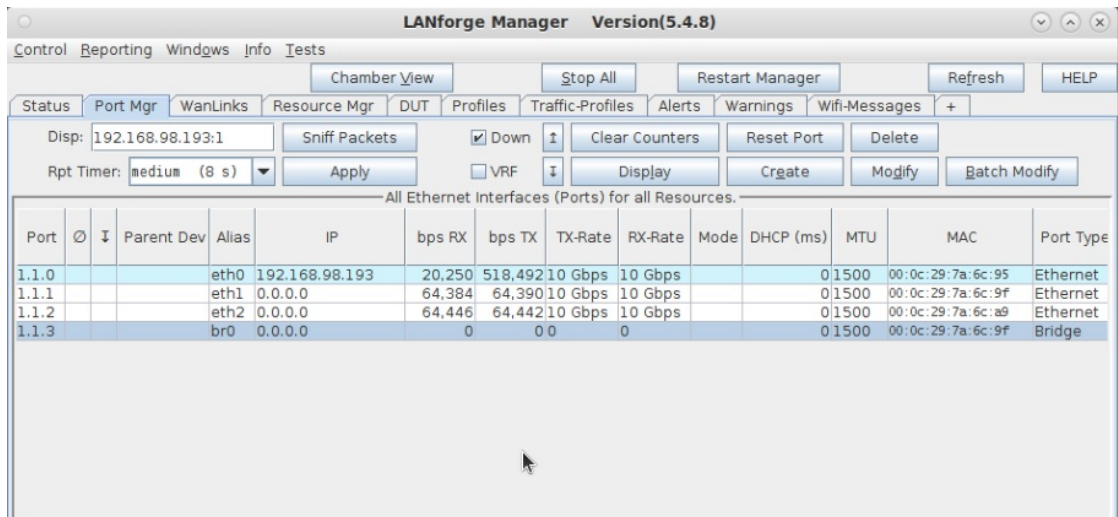 LANforge Manager Version(5.4.8)
Control Reporting Windows Info Tests
Chamber View Stop All Restart Manager Refresh HELP
Status Port Mgr WanLinks Resource Mgr DUT Profiles Traffic-Profiles Alerts Warnings Wifi-Messages +
Disp: 192.168.98.193:1 Sniff Packets Down Clear Counters Reset Port Delete
Rpt Timer: medium (8 s) Apply VRF Display Create Modify Batch Modify
All Ethernet Interfaces (Ports) for all Resources.
Port Parent Dev Alias IP bps RX bps TX TX-Rate RX-Rate Mode DHCP (ms) MTU MAC Port Type
1.1.0 eth0 192.168.98.193 20,250 518,492 10 Gbps 10 Gbps 0 1500 00:0c:29:7a:6c:95 Ethernet
1.1.1 eth1 0.0.0.0 64,384 64,390 10 Gbps 10 Gbps 0 1500 00:0c:29:7a:6c:9f Ethernet
1.1.2 eth2 0.0.0.0 64,446 64,442 10 Gbps 10 Gbps 0 1500 00:0c:29:7a:6c:a9 Ethernet
1.1.3 br0 0.0.0.0 0 0 0 0 0 1500 00:0c:29:7a:6c:9f Bridge